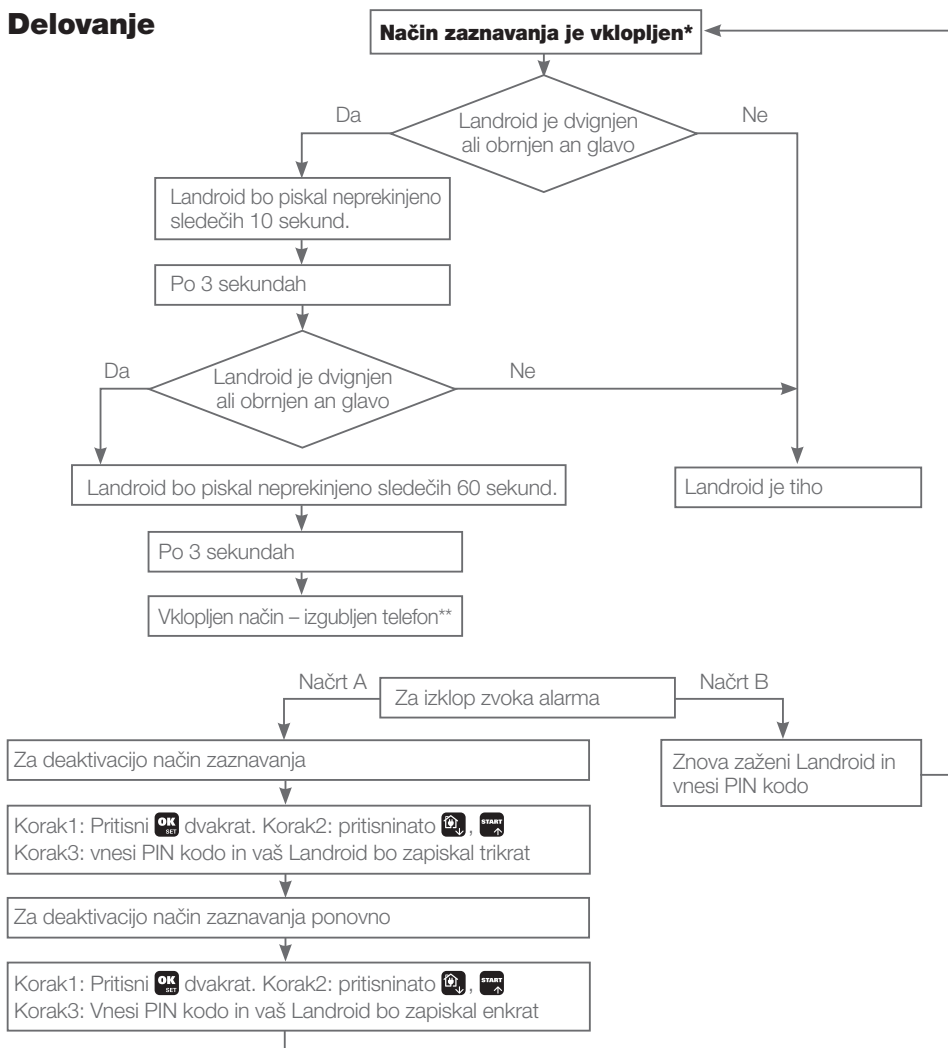 Delovanje
Način zaznavanja je vklopljen*
Da
Landroid je dvignjen
ali obrnjen an glavo
Ne
Landroid bo piskal neprekinjeno
sledečih 10 sekund.
Po 3 sekundah
Da
Landroid je dvignjen
ali obrnjen an glavo
Ne
Landroid bo piskal neprekinjeno sledečih 60 sekund.
Landroid je tiho
Po 3 sekundah
Vklopljen način – izgubljen telefon**
Načrt A
Za izklop zvoka alarma
Načrt B
Za deaktivacijo način zaznavanja
Znova zaženi Landroid in
vnesi PIN kodo
Korak1: Pritisni OK SET dvakrat. Korak2: pritisninato , START
Korak3: vnesi PIN kodo in vaš Landroid bo zapiskal trikrat
Za deaktivacijo način zaznavanja ponovno
Korak1: Pritisni OK SET dvakrat. Korak2: pritisninato , START
Korak3: Vnesi PIN kodo in vaš Landroid bo zapiskal enkrat